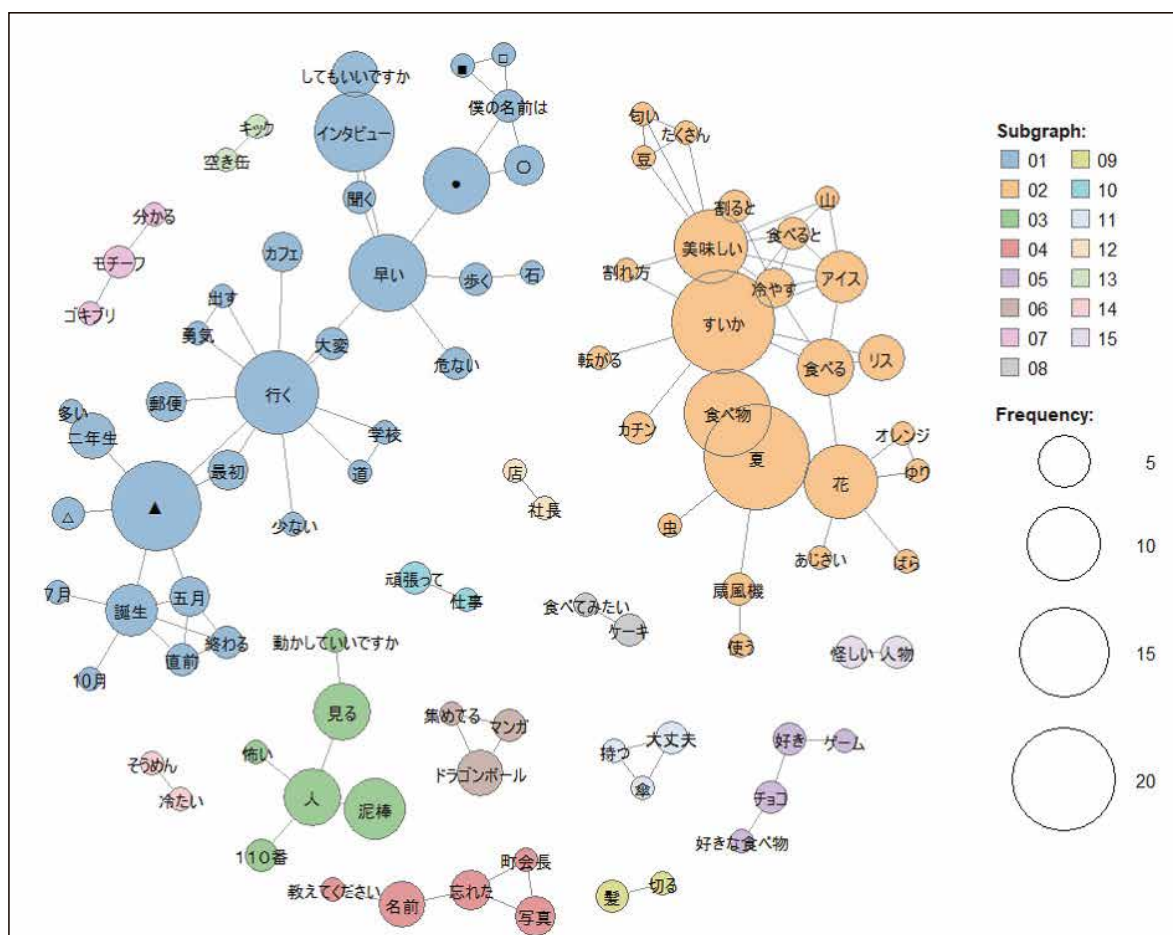 してもいいですか
インタビュー
聞く
■
□
僕の名前は
●
○
キック
空き缶
分かる
モチーフ
ゴキブリ
カフェ
早い
歩く
石
出す
勇気
大変
危ない
行く
郵便
多い
二年生
学校
道
最初
▲
△
少ない
7月
誕生
五月
終わる
直前
10月
匂い
たくさん
豆
割ると
山
美味しい
食べると
割れ方
冷やす
アイス
すいか
転がる
食べる
リス
カチン
食べ物
夏
オレンジ
花
ゆり
虫
あじさい
ばら
扇風機
使う
店
社長
頑張って
仕事
食べてみたい
ケーキ
怪しい
人物
動かしていいですか
見る
怖い
人
泥棒
110番
そうめん
冷たい
集めてる
マンガ
ドラゴンボール
持つ
大丈夫
傘
好き
ゲーム
チョコ
好きな食べ物
町会長
教えてください
名前
忘れた
写真
髪
切る
Subgraph:
01 09
02 10
03 11
04 12
05 13
06 14
07 15
08
Frequency:
5
10
15
20